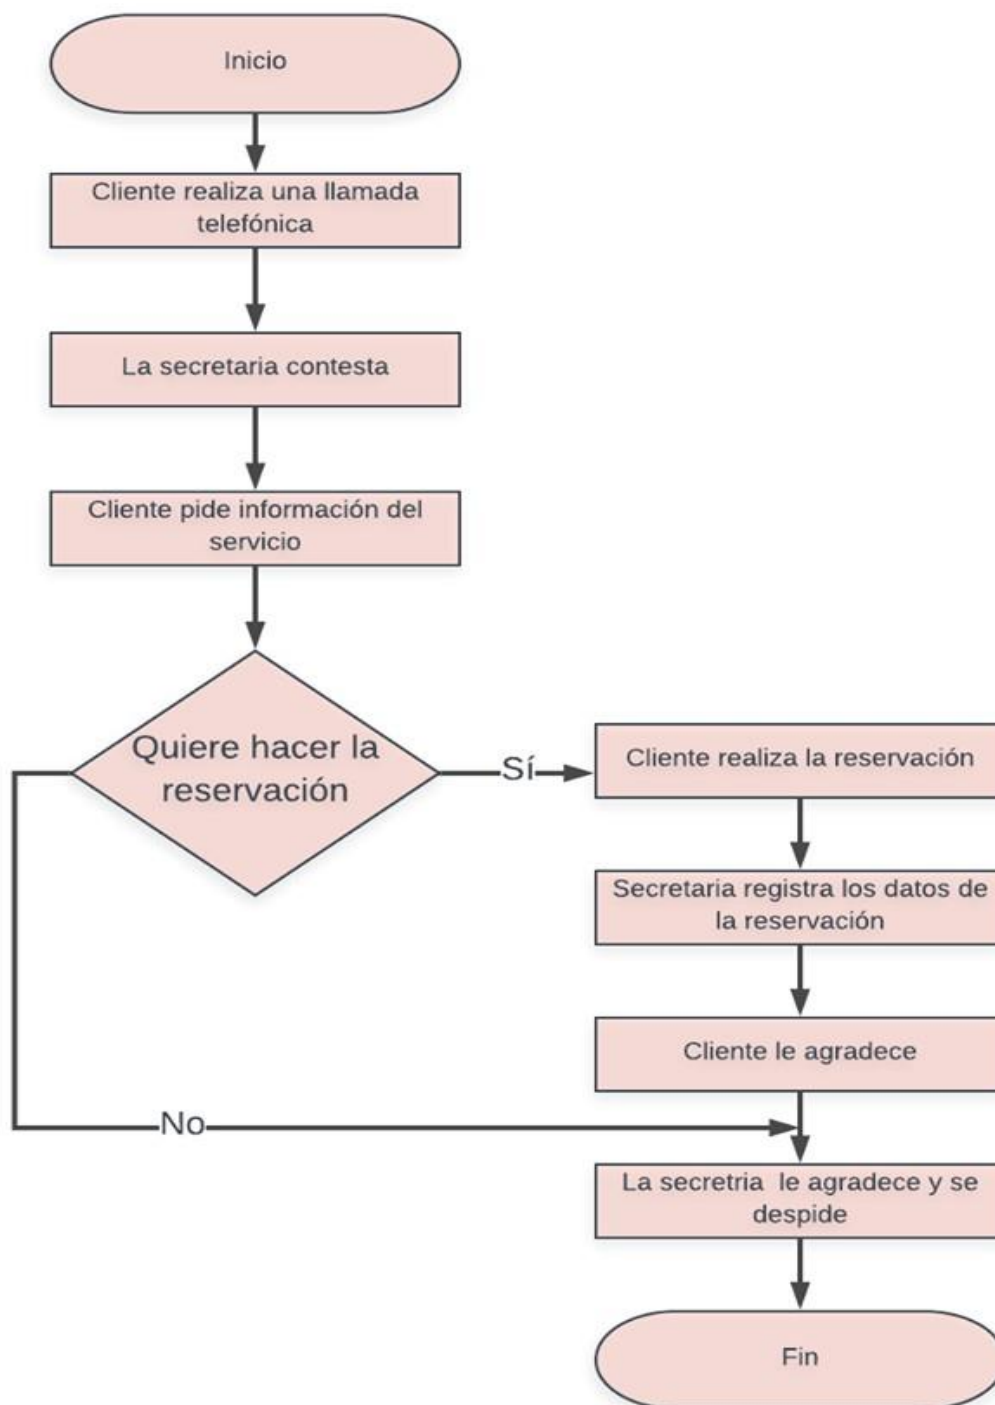 Inicio
Cliente realiza una llamada
telefónica
La secretaria contesta
Cliente pide información del
servicio
Quiere hacer la
reservación
Sí
Cliente realiza la reservación
Secretaria registra los datos de
la reservación
Cliente le agradece
No
La secretria le agradece y se
despide
Fin